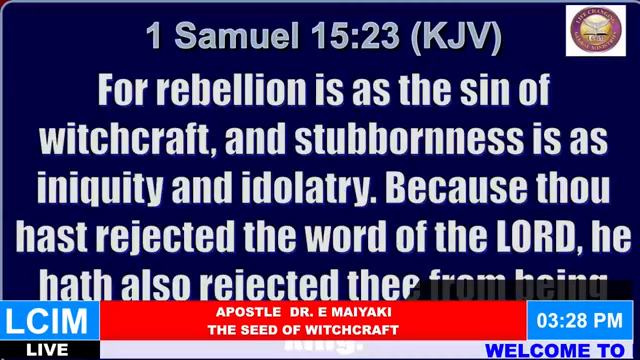 1 Samuel 15:23 (KJV)
For rebellion is as the sin of
witchcraft, and stubbornness is as
iniquity and idolatry. Because thou
hast rejected the word of the LORD, he
hath also rejected thee from being
king.
LCIM
LIVE
APOSTLE DR. E MAIYAKI
THE SEED OF WITCHCRAFT
03:28 PM
WELCOME TO